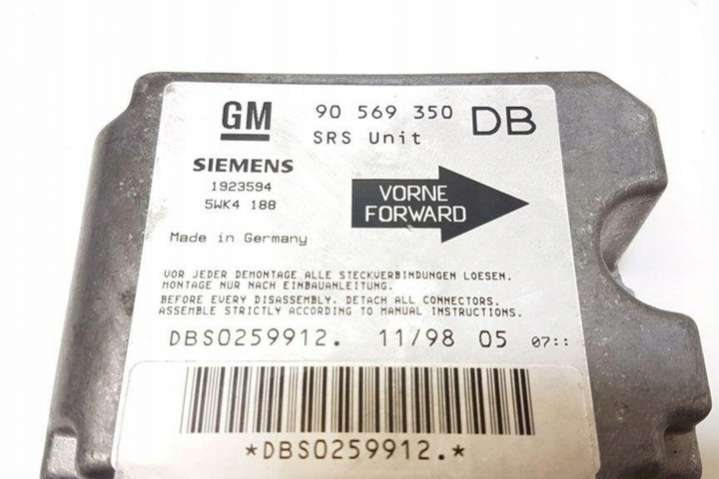 GM 90 569 350 DB
SRS Unit
SIEMENS
1923594
5WK4 188
VORNE
FORWARD
Made in Germany
VOR JEDER DEMONTAGE ALLE STECKVERBINDUNGEN LOESEN.
MONTAGE NUR NACH EINBAUANLEITUNG.
BEFORE EVERY DISASSEMBLY. DETACH ALL CONNECTORS.
ASSEMBLE STRICTLY ACCORDING TO MANUAL INSTRUCTIONS.
DBS0259912. 11/98 05 07::
*DBS0259912.*